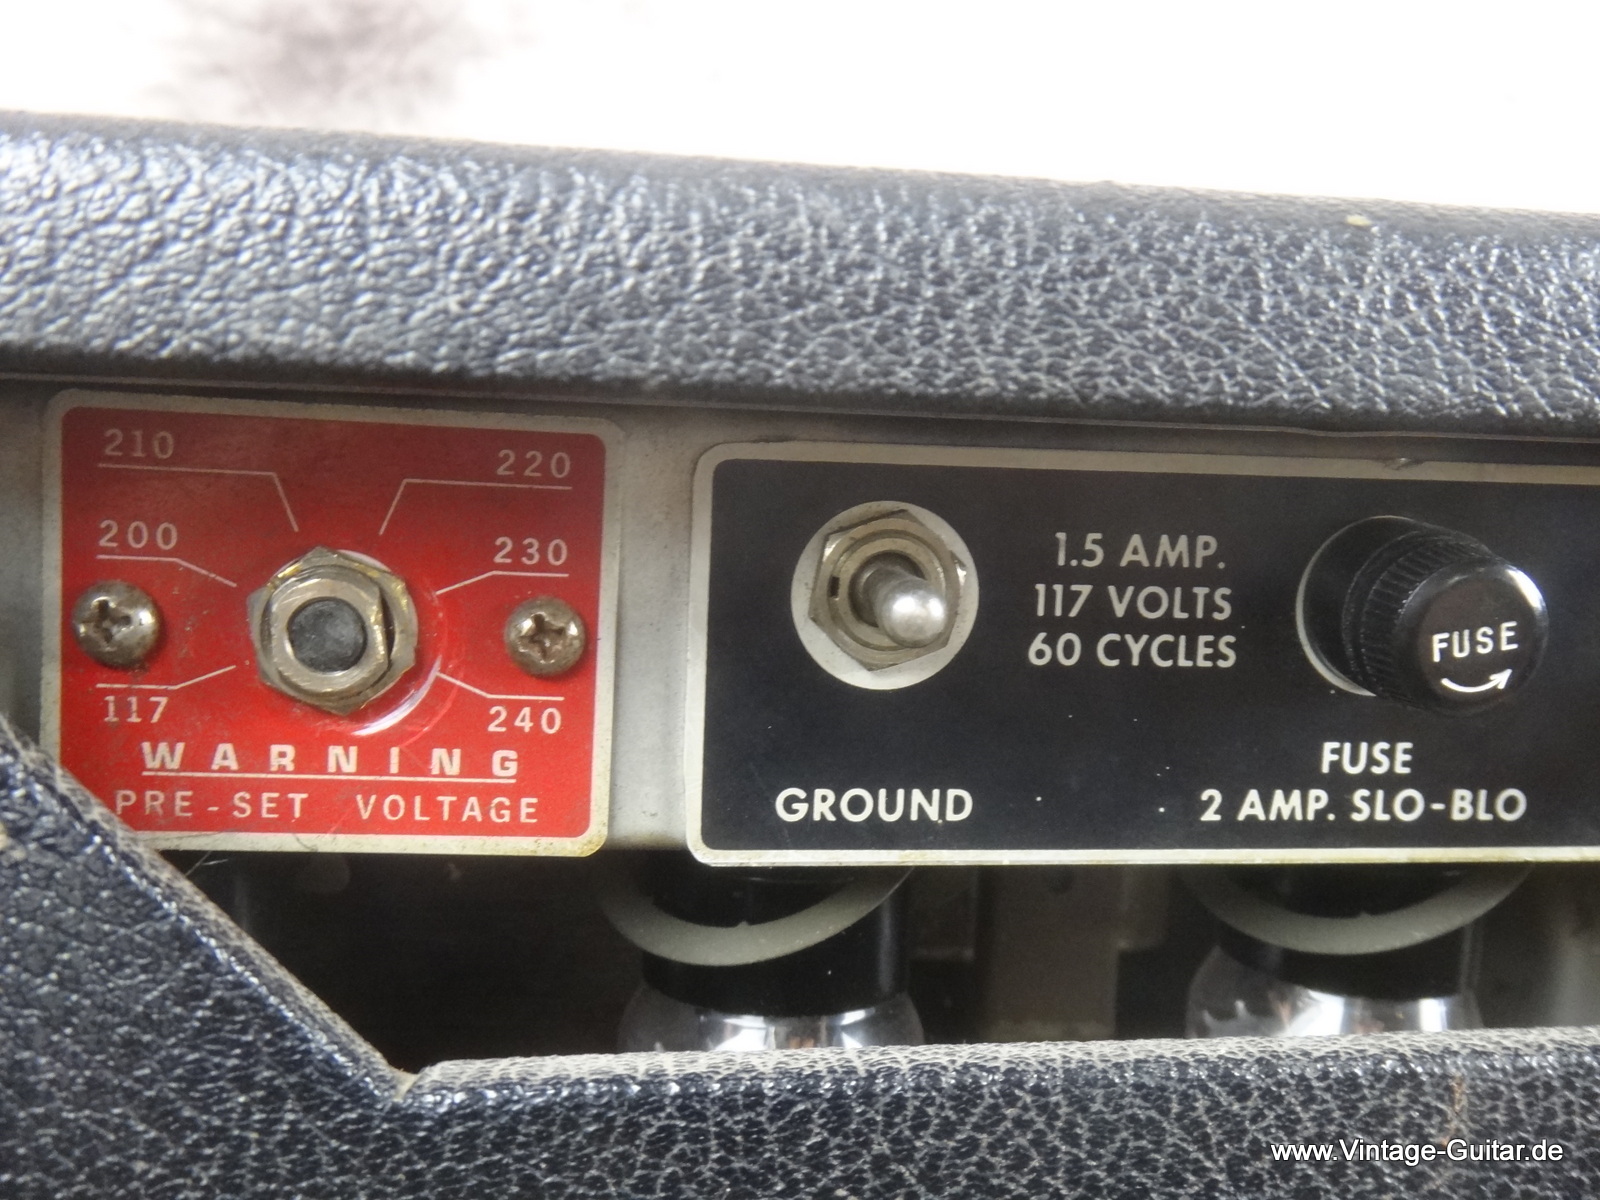 210
220
200
230
117
240
WARNING
PRE-SET VOLTAGE
1.5 AMP.
117 VOLTS
60 CYCLES
GROUND
FUSE
FUSE
2 AMP. SLO-BLO
www.Vintage-Guitar.de